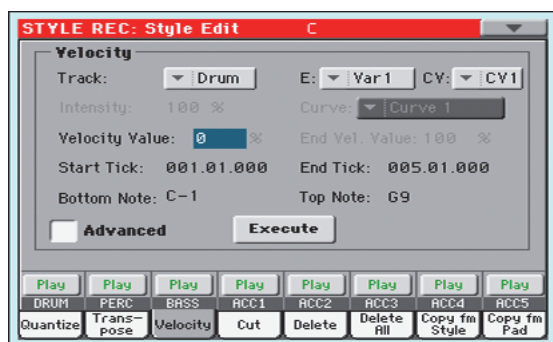 STYLE REC: Style Edit C
Velocity
Track: Drum E: Var1 CV: CV1
Intensity: 100 % Curve: Curve 1
Velocity Value: 0 % End Vel. Value: 100 %
Start Tick: 001.01.000 End Tick: 005.01.000
Bottom Note: C-1 Top Note: G9
Advanced Execute
Play Play Play Play Play Play Play Play
DRUM PERC BASS ACC1 ACC2 ACC3 ACC4 ACC5
Quantize Trans-pose Velocity Cut Delete Delete All Copy fm Style Copy fm Pad